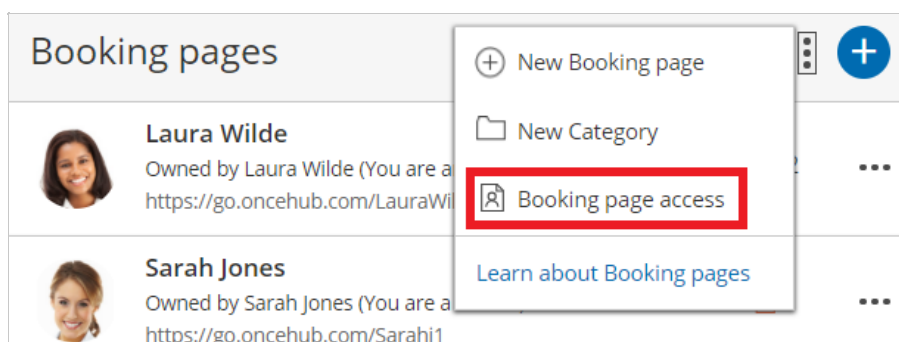 Booking pages
New Booking page
New Category
Booking page access
Learn about Booking pages
Laura Wilde
Owned by Laura Wilde (You are a
https://go.oncehub.com/LauraWil
Sarah Jones
Owned by Sarah Jones (You are a
https://go.oncehub.com/Sarahj1